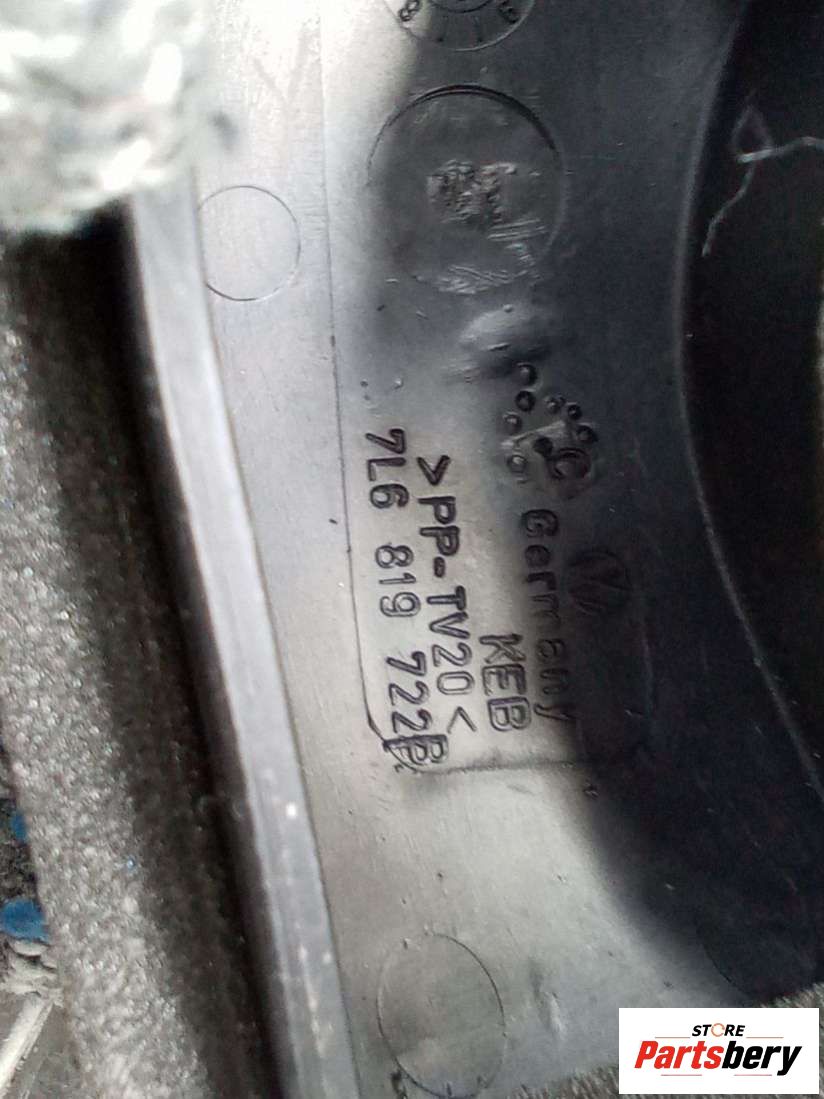 Germany
KEB
>PP-TV20<
7L6 819 722B
STORE
Partsbery